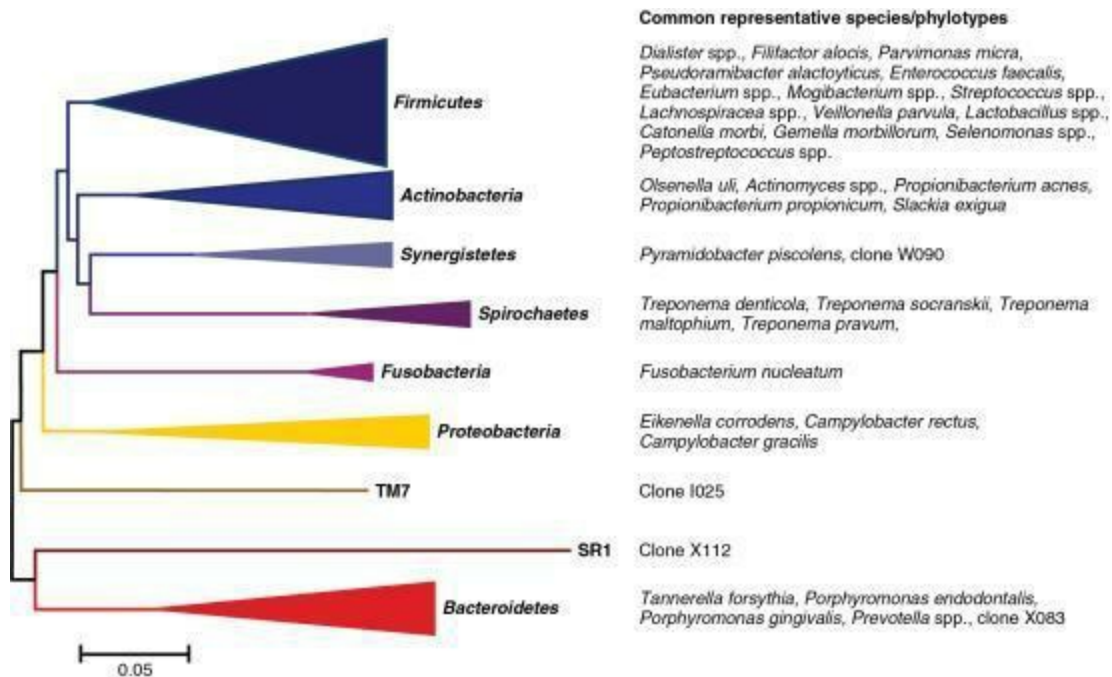 Common representative species/phylotypes
Firmicutes
Dialister spp., Filifactor alocis, Parvimonas micra,
Pseudoramibacter alactoyticus, Enterococcus faecalis,
Eubacterium spp., Mogibacterium spp., Streptococcus spp.,
Lachnospiracea spp., Veillonella parvula, Lactobacillus spp.,
Catonella morbi, Gemella morbillorum, Selenomonas spp.,
Peptostreptococcus spp.
Actinobacteria
Olsenella uli, Actinomyces spp., Propionibacterium acnes,
Propionibacterium propionicum, Slackia exigua
Synergistetes
Pyramidobacter piscolens, clone W090
Spirochaetes
Treponema denticola, Treponema socranskii, Treponema
maltophium, Treponema pravum,
Fusobacteria
Fusobacterium nucleatum
Proteobacteria
Eikenella corrodens, Campylobacter rectus,
Campylobacter gracilis
TM7
Clone I025
SR1
Clone X112
Bacteroidetes
Tannerella forsythia, Porphyromonas endodontalis,
Porphyromonas gingivalis, Prevotella spp., clone X083
0.05